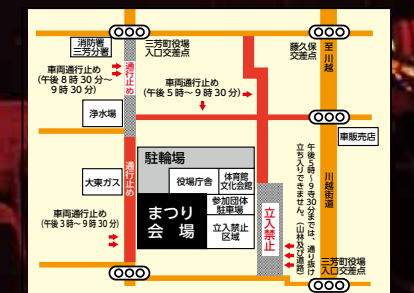 消防署
三芳分署
三芳町役場
入口交差点
藤久保
交差点
至 川越
車両通行止め
(午後 8 時 30 分〜
9 時 30 分)
通行止め
車両通行止め
(午後 5 時〜 9 時 30 分)
浄水場
車販売店
駐輪場
役場庁舎
体育館
文化会館
大東ガス
通行止め
まつり
会 場
参加団体
駐車場
立入禁止
区域
立入禁止
午後5時〜9時30分までは、通り抜け
立ち入りできません。(山林及び道路)
川越街道
車両通行止め
(午後 3 時〜 9 時 30 分)
三芳町役場
入口交差点